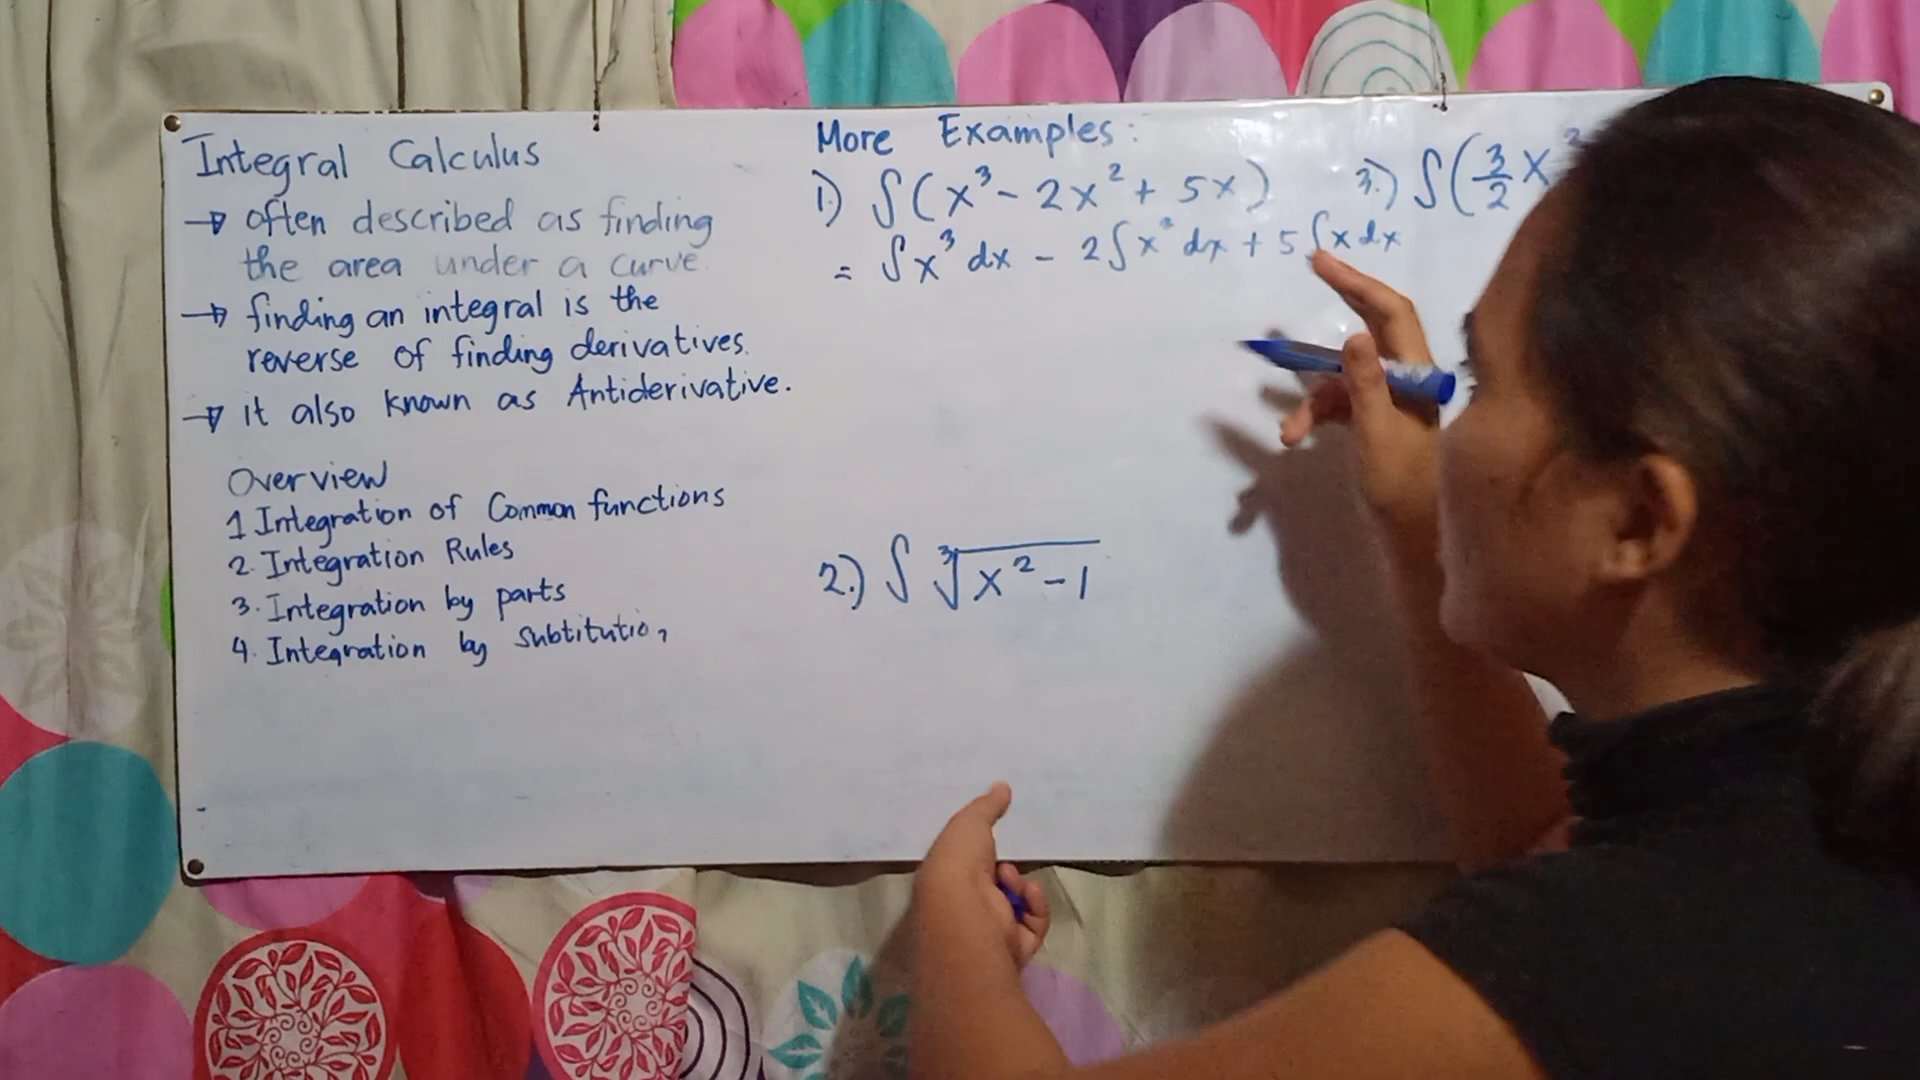 Integral Calculus
→ often described as finding
the area under a curve
→ finding an integral is the
reverse of finding derivatives.
→ it also known as Antiderivative.
Overview
1 Integration of Common functions
2. Integration Rules
3. Integration by parts
4. Integration by Subtitution
More Examples:
1.) ∫(x³ - 2x² + 5x)
= ∫x³ dx - 2∫x² dx + 5∫x dx
2.) ∫ ∛(x² - 1)
3.) ∫(3/2 x